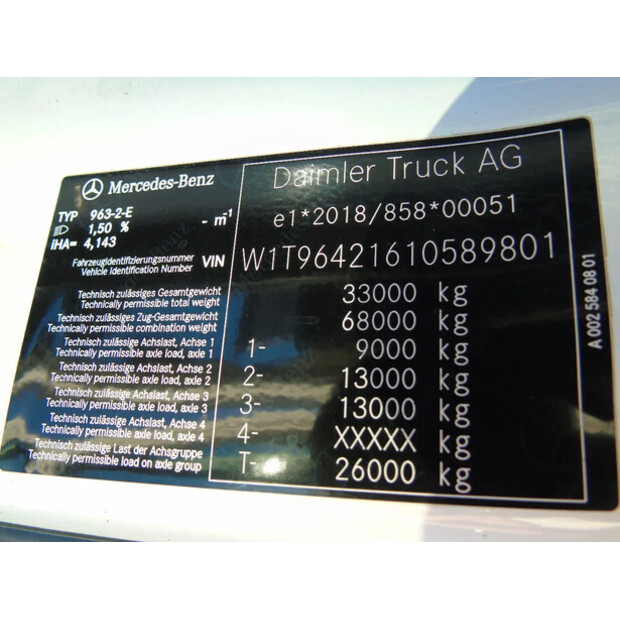 Mercedes-Benz
Daimler Truck AG
TYP 963-2-E
1,50 % - m⁻¹
e1*2018/858*00051
iHA= 4,143
Fahrzeugidentifizierungsnummer
Vehicle Identification Number VIN W1T96421610589801
Technisch zulässiges Gesamtgewicht
Technically permissible total weight 33000 kg
Technisch zulässiges Zug-Gesamtgewicht
Technically permissible combination weight 68000 kg
Technisch zulässige Achslast, Achse 1
Technically permissible axle load, axle 1 1- 9000 kg
Technisch zulässige Achslast, Achse 2
Technically permissible axle load, axle 2 2- 13000 kg
Technisch zulässige Achslast, Achse 3
Technically permissible axle load, axle 3 3- 13000 kg
Technisch zulässige Achslast, Achse 4
Technically permissible axle load, axle 4 4- XXXXX kg
Technisch zulässige Last der Achsgruppe
Technically permissible load on axle group T- 26000 kg
A 002 584 08 01